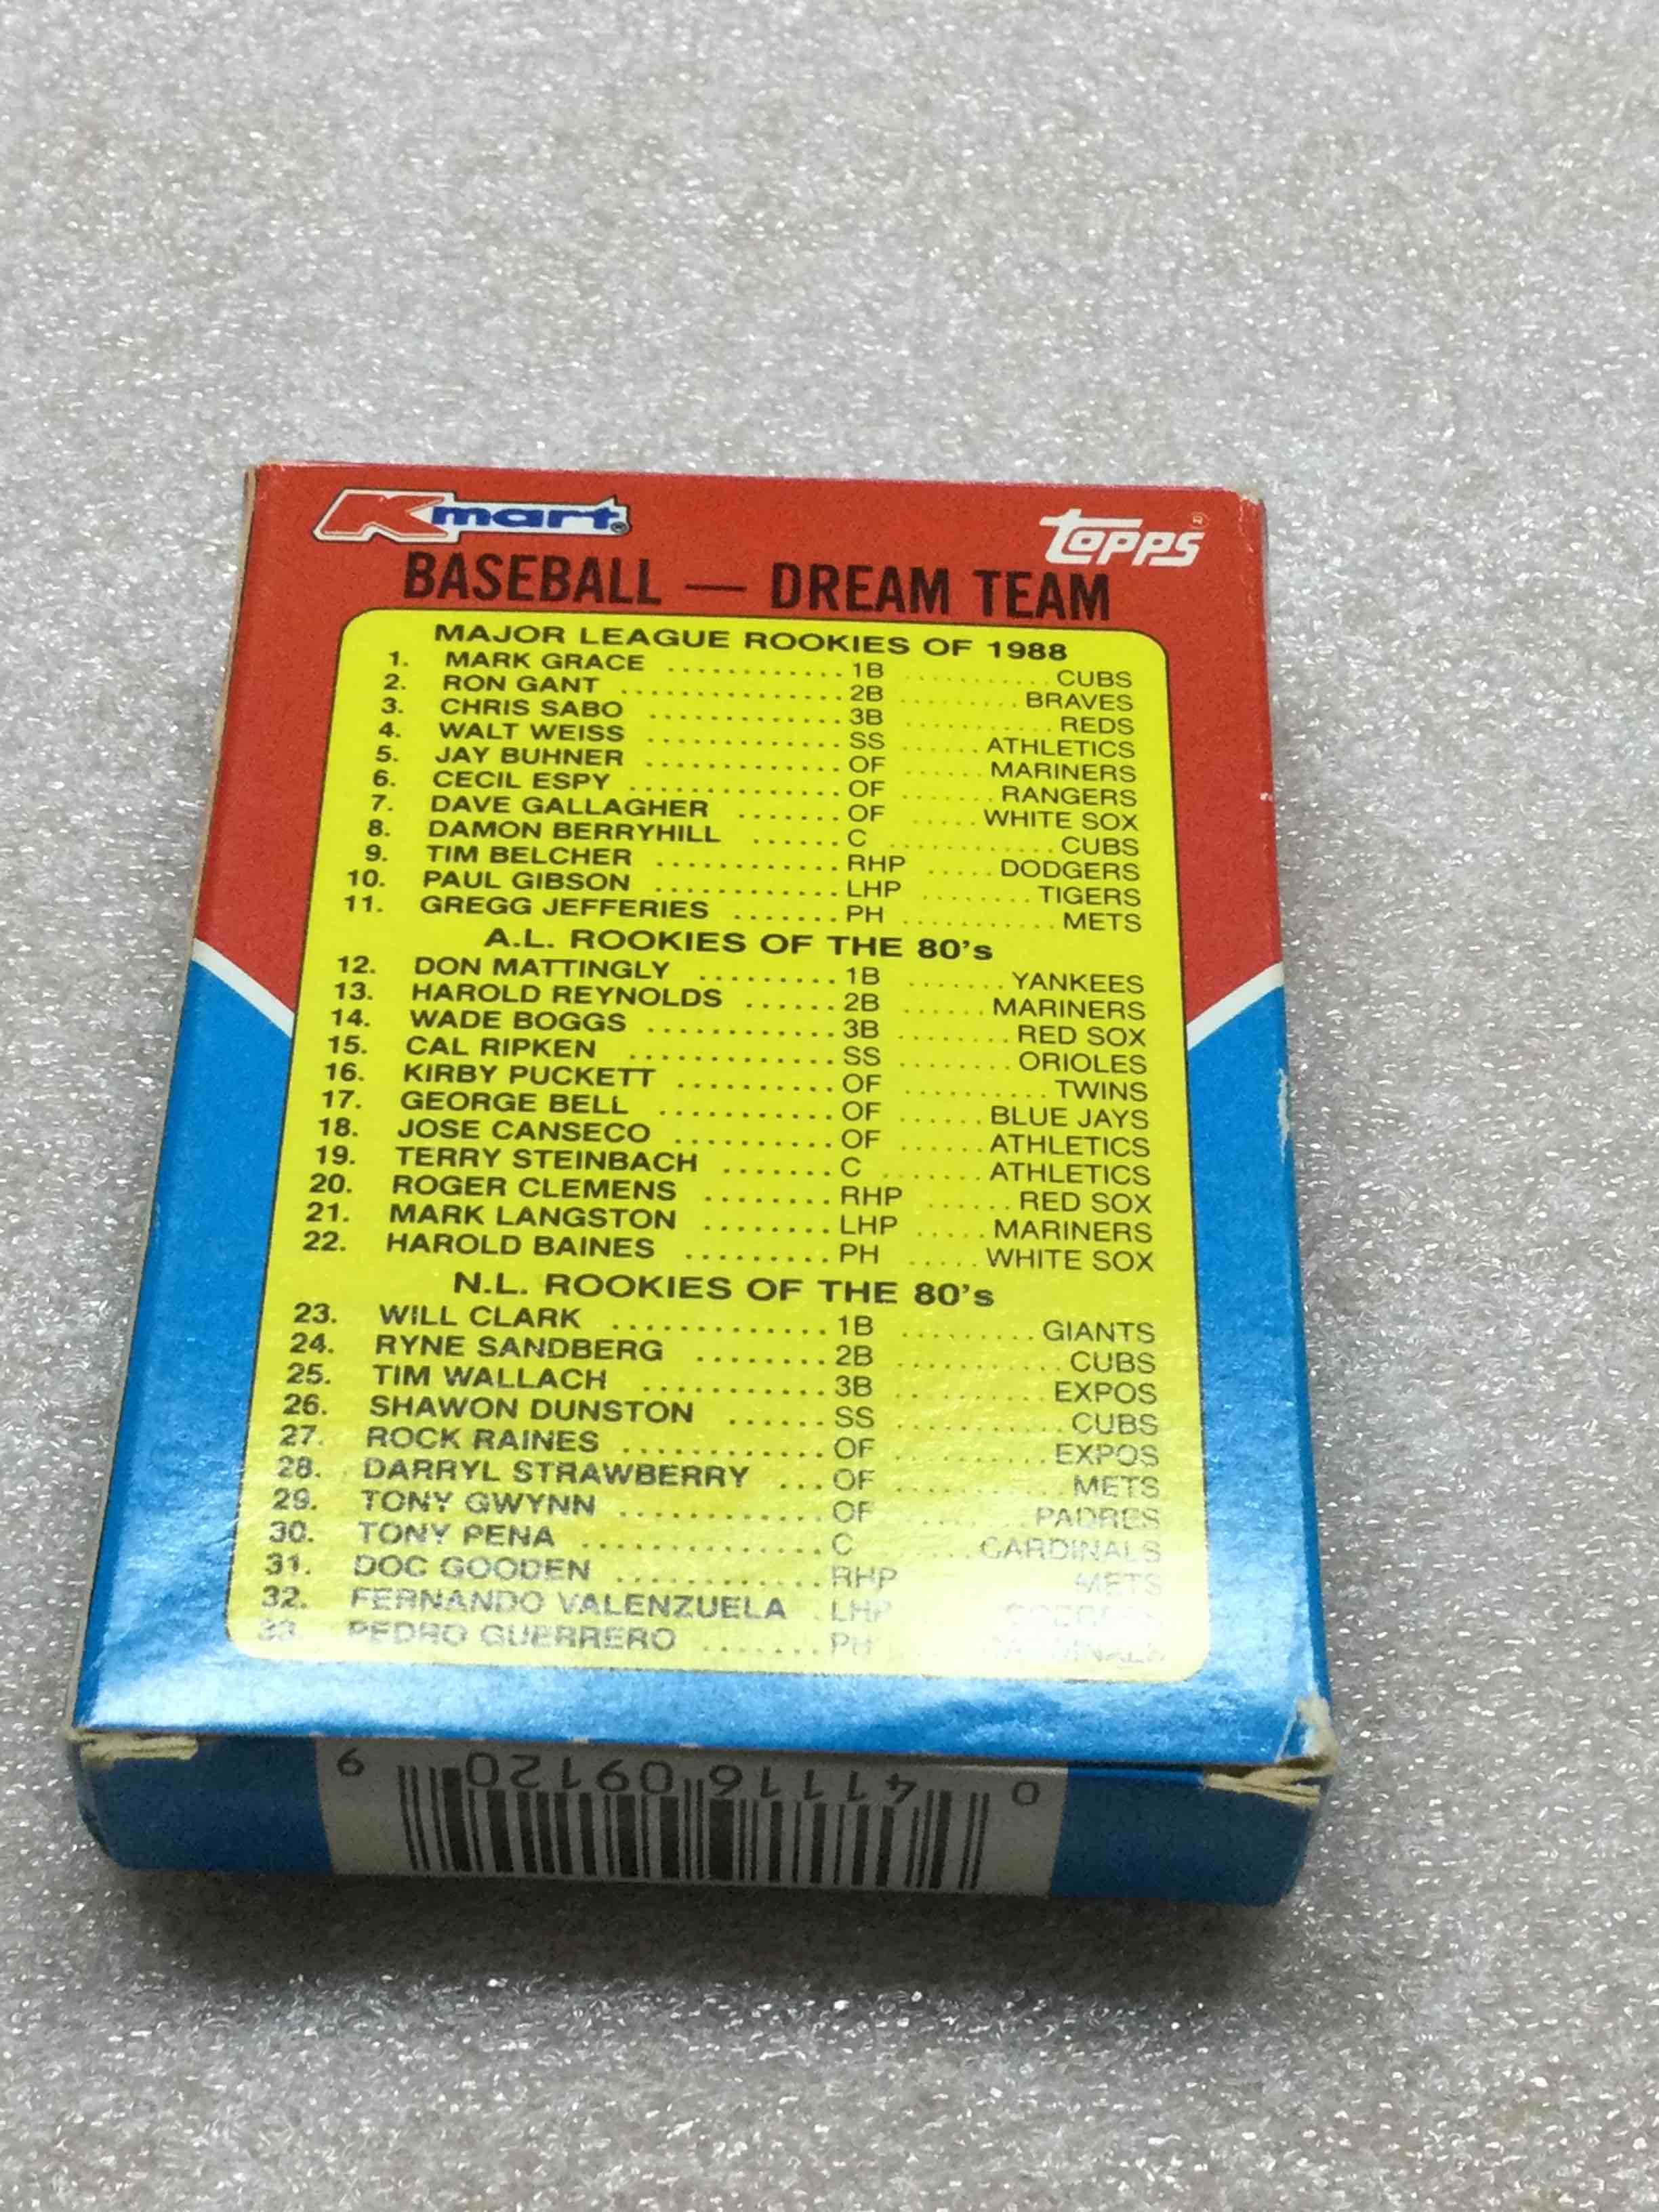 Kmart®
topps®
BASEBALL — DREAM TEAM
MAJOR LEAGUE ROOKIES OF 1988
1. MARK GRACE ............ 1B ........... CUBS
2. RON GANT ............... 2B ......... BRAVES
3. CHRIS SABO ............. 3B .......... REDS
4. WALT WEISS ............. SS ...... ATHLETICS
5. JAY BUHNER ............. OF ...... MARINERS
6. CECIL ESPY .............. OF ....... RANGERS
7. DAVE GALLAGHER ....... OF ..... WHITE SOX
8. DAMON BERRYHILL ...... C ............ CUBS
9. TIM BELCHER ............ RHP ..... DODGERS
10. PAUL GIBSON ............ LHP ........ TIGERS
11. GREGG JEFFERIES ....... PH ........... METS
A.L. ROOKIES OF THE 80's
12. DON MATTINGLY ......... 1B ....... YANKEES
13. HAROLD REYNOLDS ...... 2B ...... MARINERS
14. WADE BOGGS ............ 3B ........ RED SOX
15. CAL RIPKEN .............. SS ........ ORIOLES
16. KIRBY PUCKETT .......... OF .......... TWINS
17. GEORGE BELL ........... OF ...... BLUE JAYS
18. JOSE CANSECO .......... OF ...... ATHLETICS
19. TERRY STEINBACH ....... C ....... ATHLETICS
20. ROGER CLEMENS ........ RHP ...... RED SOX
21. MARK LANGSTON ........ LHP ..... MARINERS
22. HAROLD BAINES ......... PH ..... WHITE SOX
N.L. ROOKIES OF THE 80's
23. WILL CLARK .............. 1B ......... GIANTS
24. RYNE SANDBERG ........ 2B ........... CUBS
25. TIM WALLACH ............ 3B ......... EXPOS
26. SHAWON DUNSTON ...... SS ........... CUBS
27. ROCK RAINES ............ OF .......... EXPOS
28. DARRYL STRAWBERRY ... OF ........... METS
29. TONY GWYNN ............ OF ........ PADRES
30. TONY PENA .............. C ...... CARDINALS
31. DOC GOODEN ............ RHP METS
32. FERNANDO VALENZUELA . LHP
33. PEDRO GUERRERO ....... PH
0 41116 09120 9